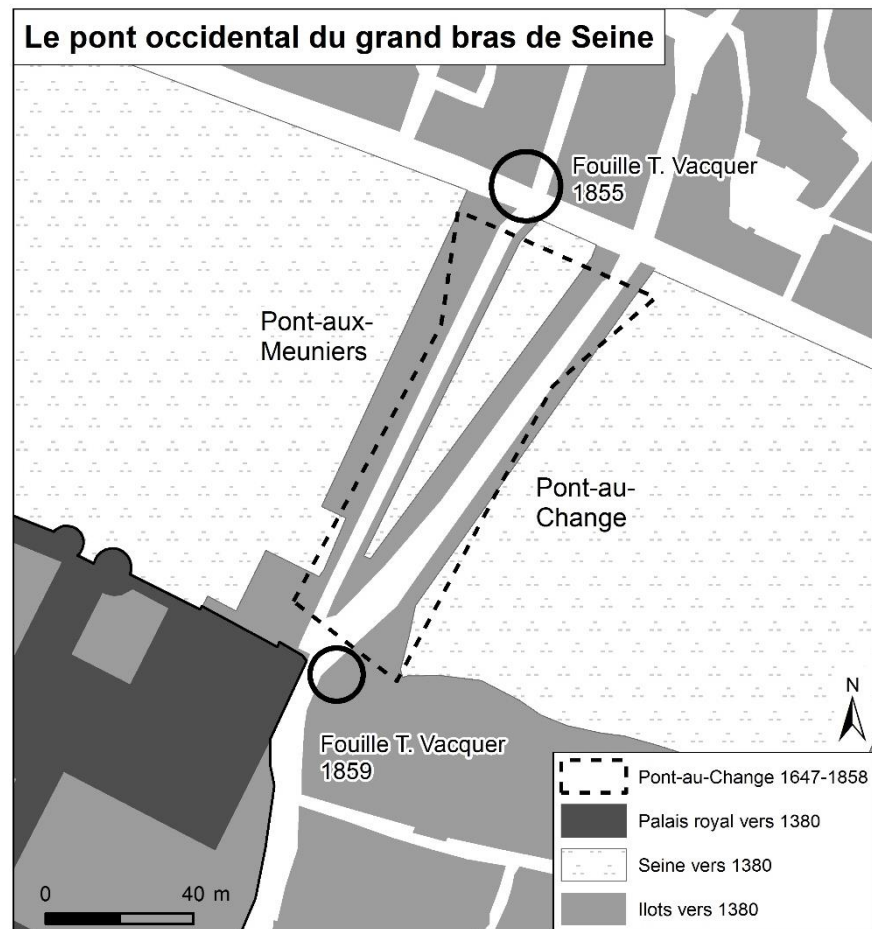 Le pont occidental du grand bras de Seine
Fouille T. Vacquer
1855
Pont-aux-
Meuniers
Pont-au-
Change
Fouille T. Vacquer
1859
N
Pont-au-Change 1647-1858
Palais royal vers 1380
Seine vers 1380
Ilots vers 1380
0 40 m